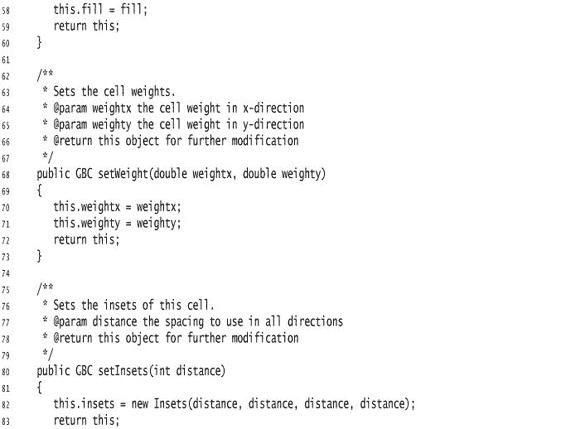 58 this.fill = fill;
59 return this;
60 }
61
62 /**
63 * Sets the cell weights.
64 * @param weightx the cell weight in x-direction
65 * @param weighty the cell weight in y-direction
66 * @return this object for further modification
67 */
68 public GBC setWeight(double weightx, double weighty)
69 {
70 this.weightx = weightx;
71 this.weighty = weighty;
72 return this;
73 }
74
75 /**
76 * Sets the insets of this cell.
77 * @param distance the spacing to use in all directions
78 * @return this object for further modification
79 */
80 public GBC setInsets(int distance)
81 {
82 this.insets = new Insets(distance, distance, distance, distance);
83 return this;